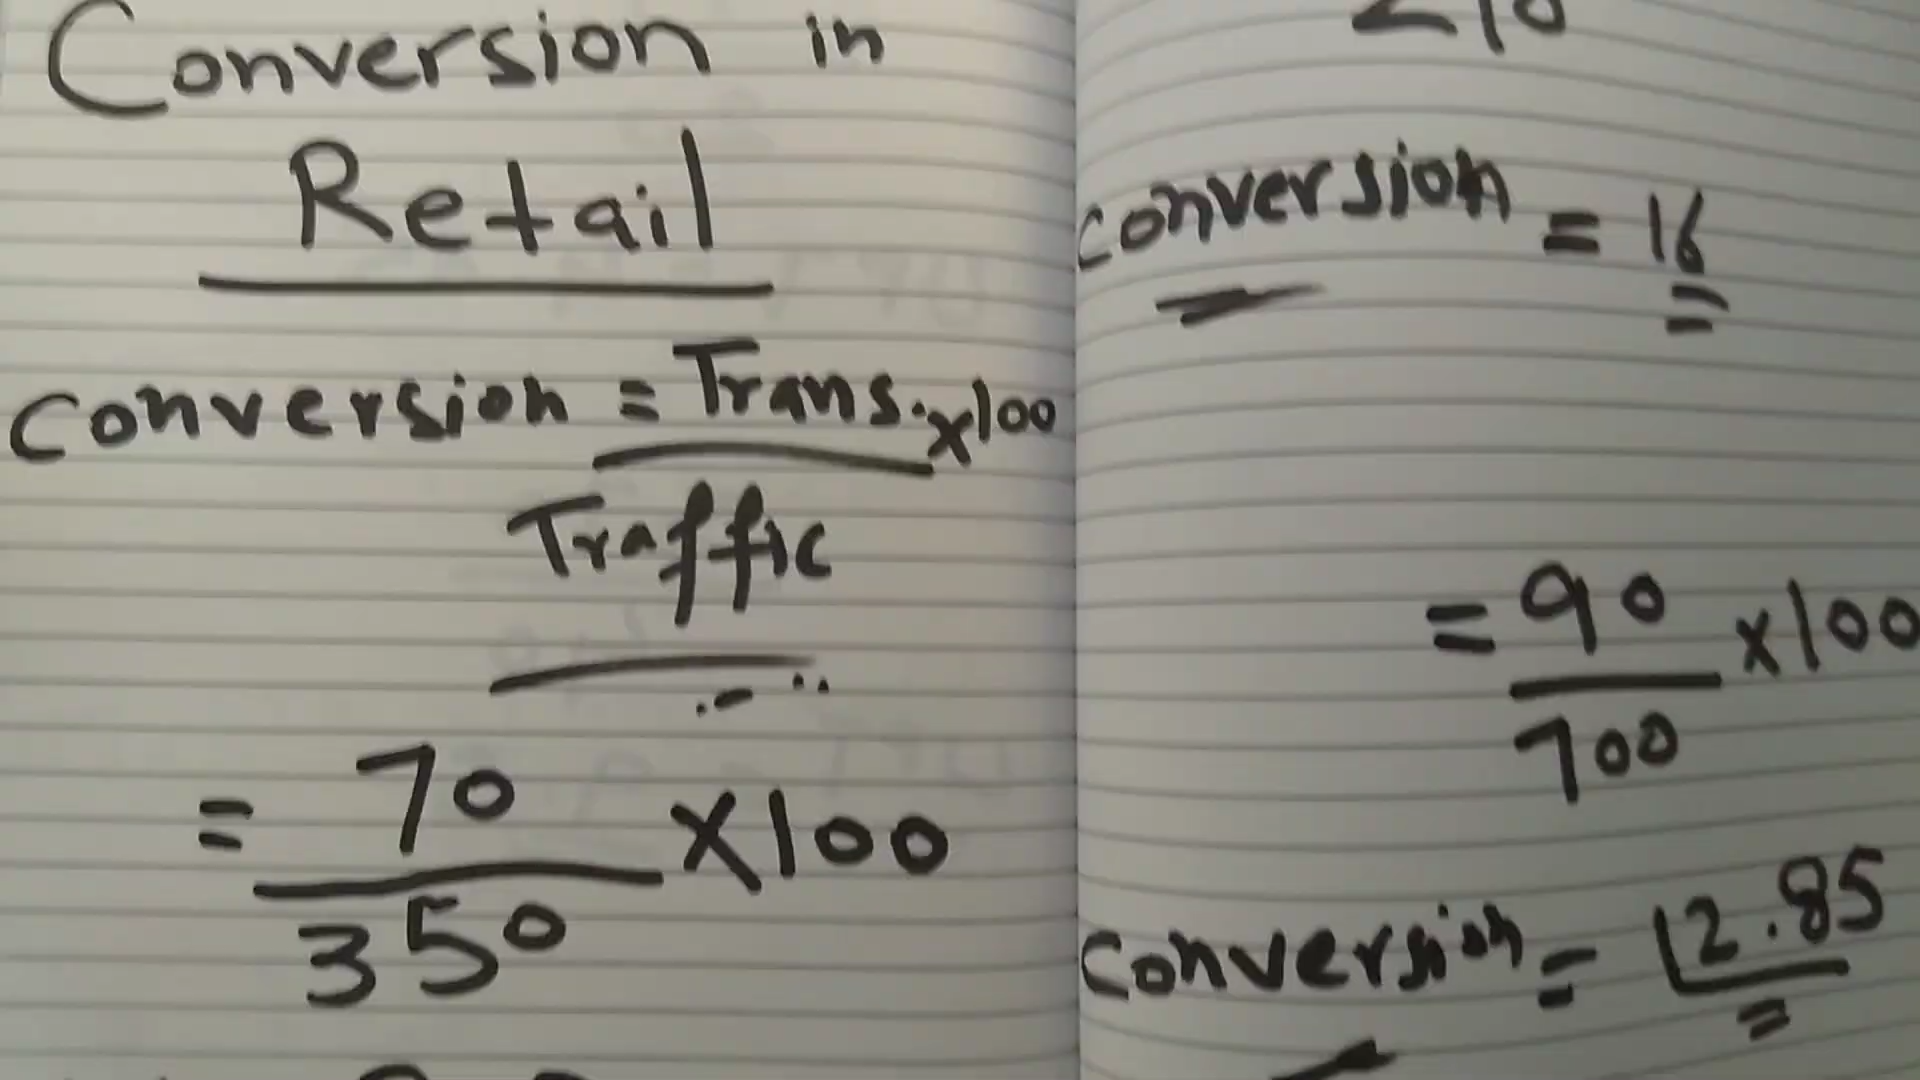 Conversion in
Retail
Conversion = Trans. x100
Traffic
= 70 x100
350
Conversion = 16
= 90 x100
700
Conversion = 12.85